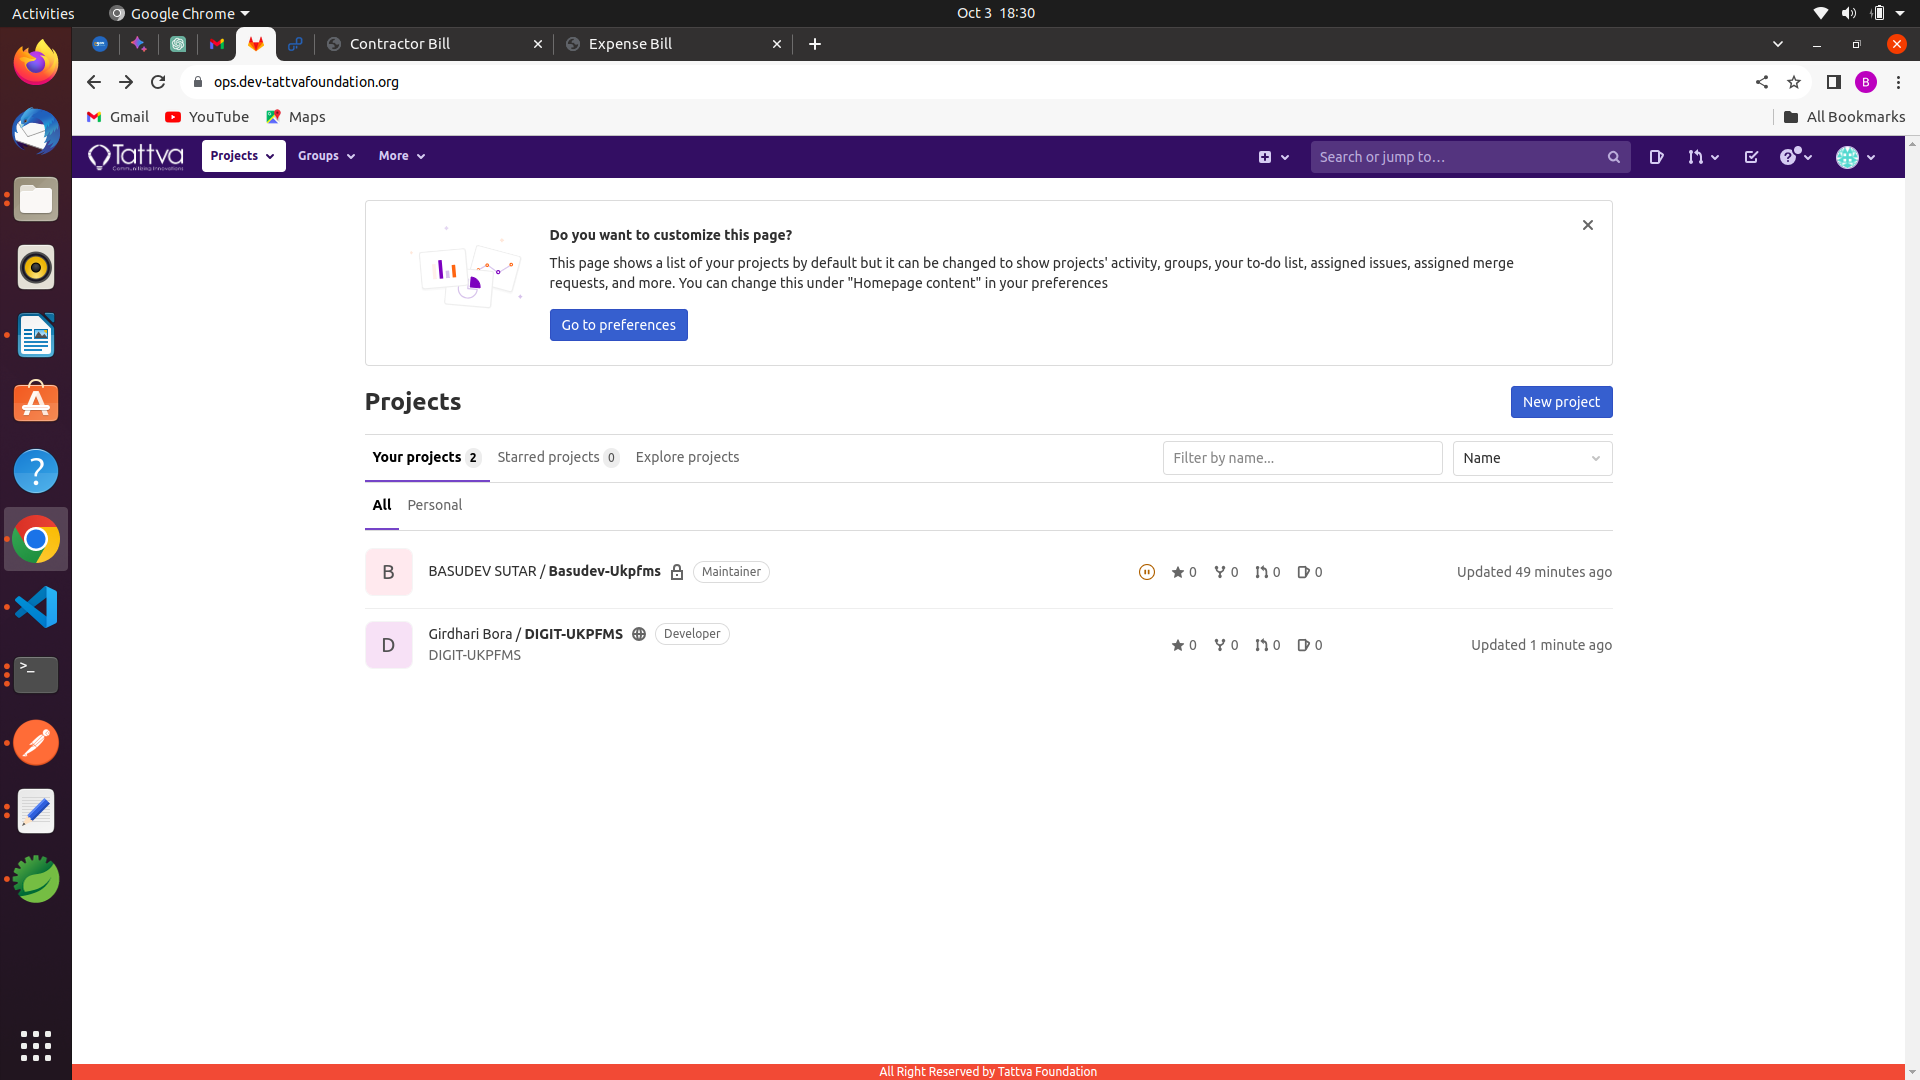 Activities Google Chrome Oct 3 18:30
Contractor Bill Expense Bill
ops.dev-tattvafoundation.org B
Gmail YouTube Maps All Bookmarks
Tattva Projects Groups More Search or jump to…
Do you want to customize this page?
This page shows a list of your projects by default but it can be changed to show projects' activity, groups, your to-do list, assigned issues, assigned merge
requests, and more. You can change this under "Homepage content" in your preferences
Go to preferences
Projects New project
Your projects 2 Starred projects 0 Explore projects Filter by name... Name
All Personal
B BASUDEV SUTAR / Basudev-Ukpfms Maintainer 0 0 0 0 Updated 49 minutes ago
D Girdhari Bora / DIGIT-UKPFMS Developer 0 0 0 0 Updated 1 minute ago
DIGIT-UKPFMS
All Right Reserved by Tattva Foundation